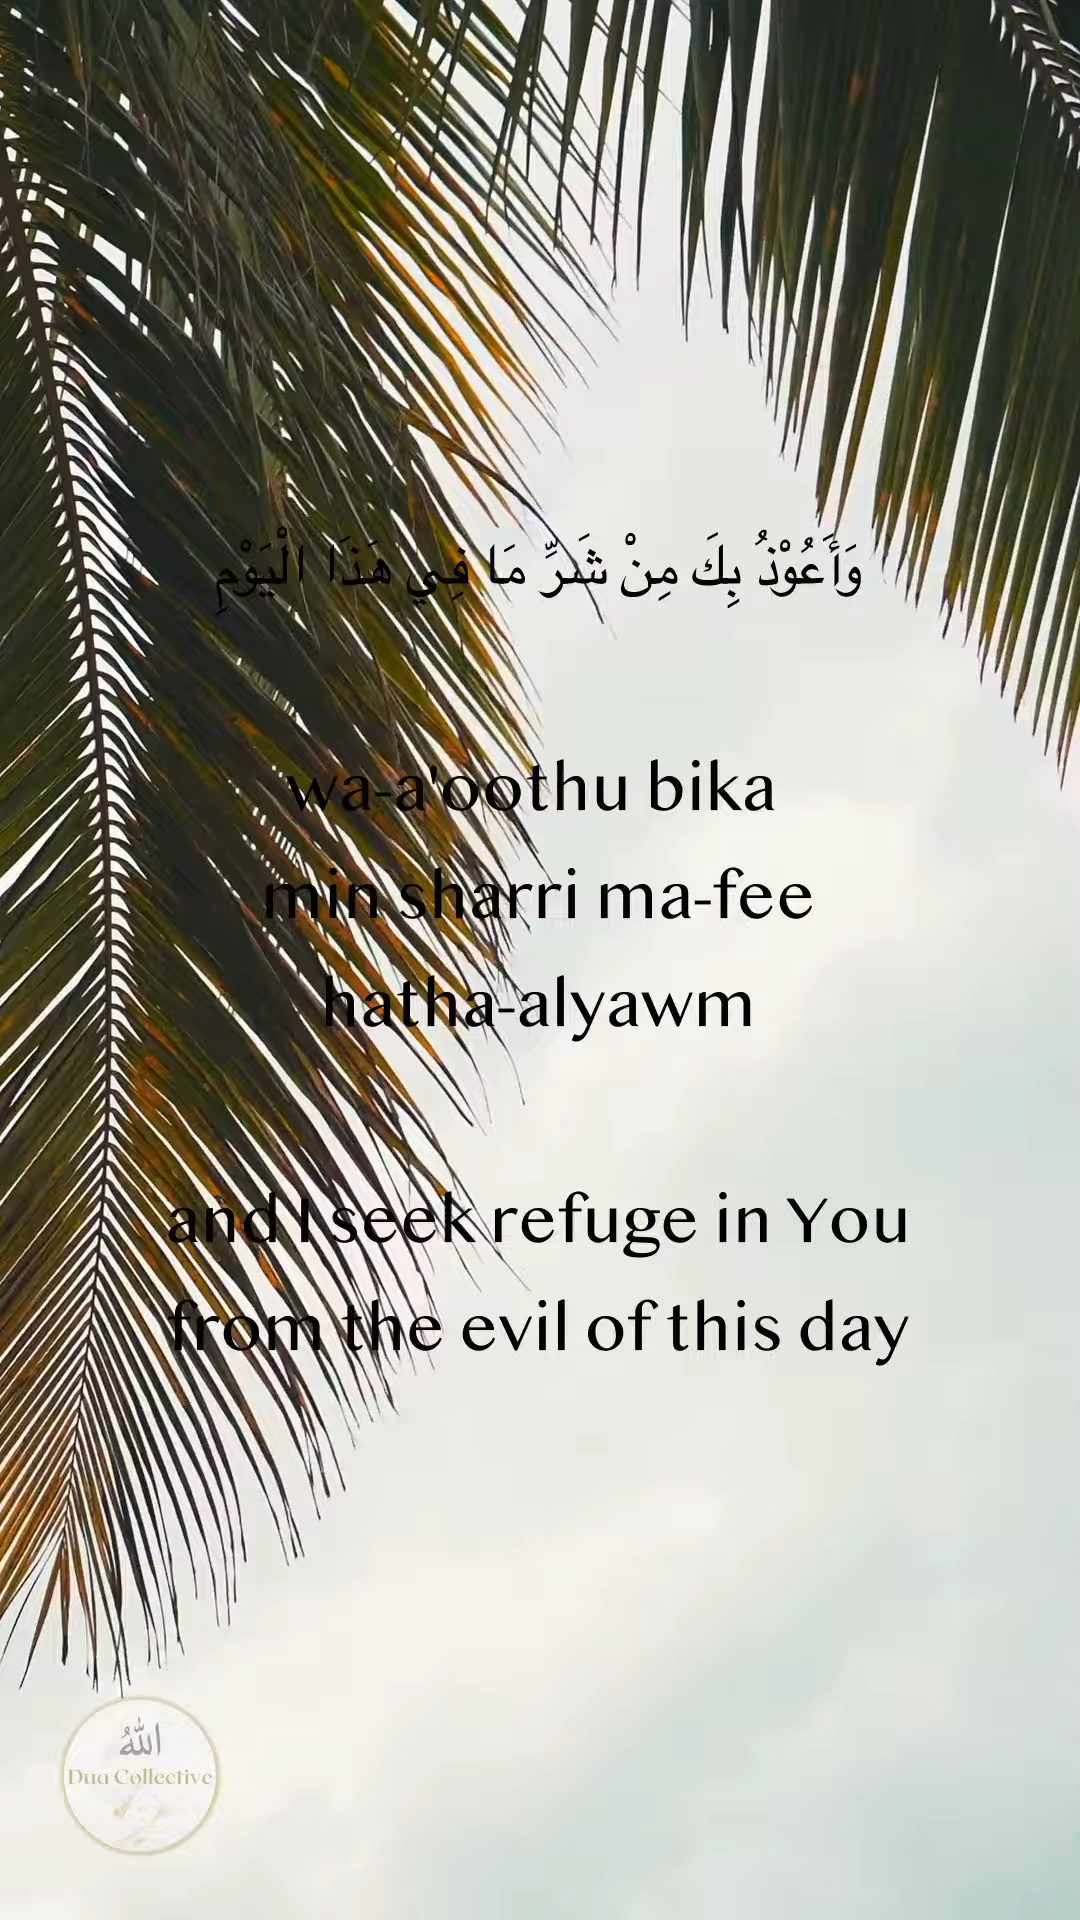 وَأَعُوْذُ بِكَ مِنْ شَرِّ مَا فِي هَذَا الْيَوْمِ
wa-a'oothu bika
min sharri ma-fee
hatha-alyawm
and I seek refuge in You
from the evil of this day
الله
Dua Collective